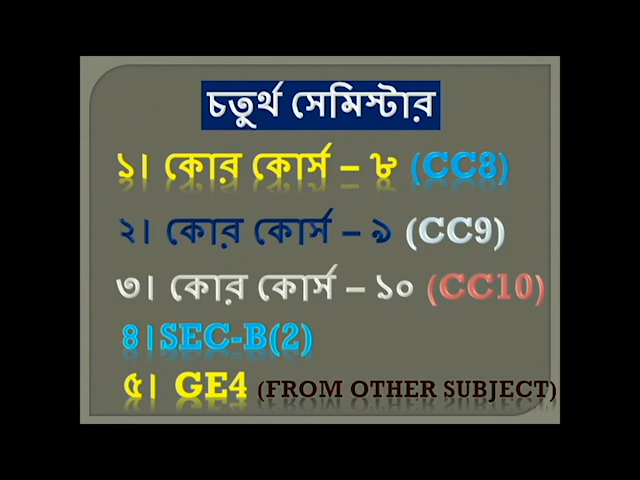 চতুর্থ সেমিস্টার
১। কোর কোর্স – ৮ (CC8)
২। কোর কোর্স – ৯ (CC9)
৩। কোর কোর্স – ১০ (CC10)
৪।SEC-B(2)
৫। GE4 (FROM OTHER SUBJECT)